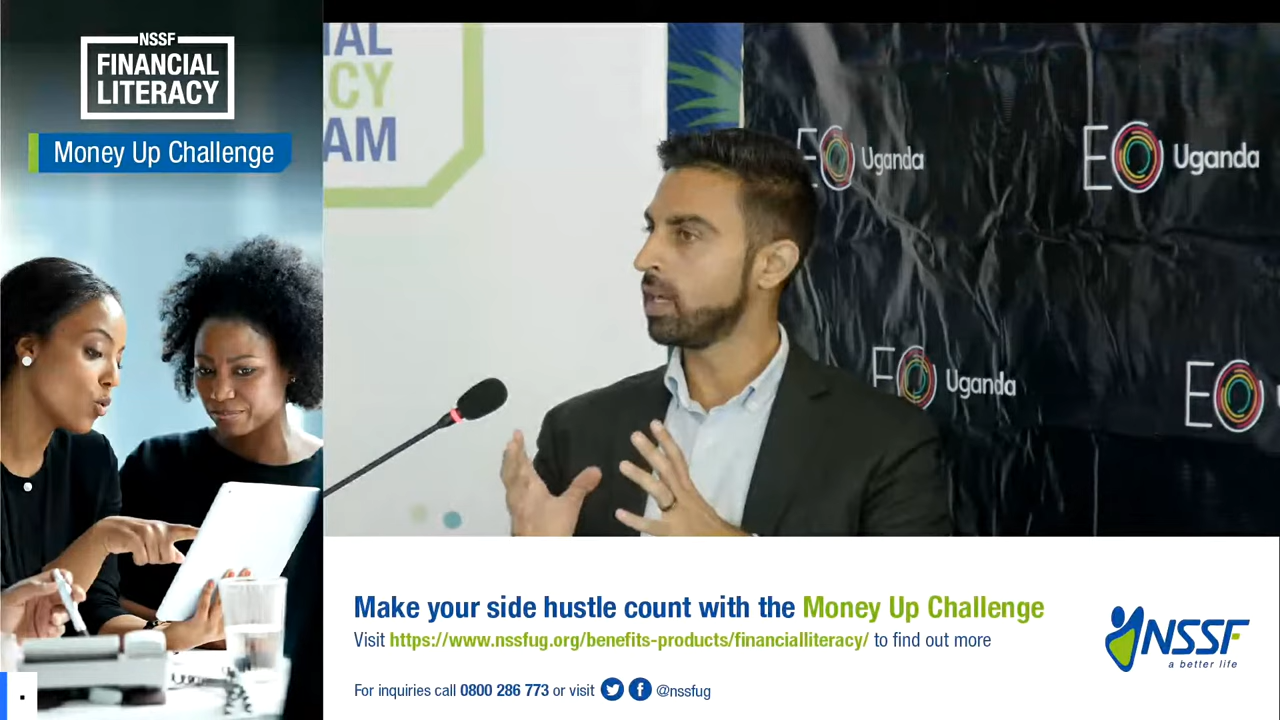 NSSF
FINANCIAL
LITERACY
Money Up Challenge
IAL
CY
AM
EO Uganda
EO Uganda
EO Uganda
EO
Make your side hustle count with the Money Up Challenge
Visit https://www.nssfug.org/benefits-products/financialliteracy/ to find out more
For inquiries call 0800 286 773 or visit @nssfug
NSSF
a better life